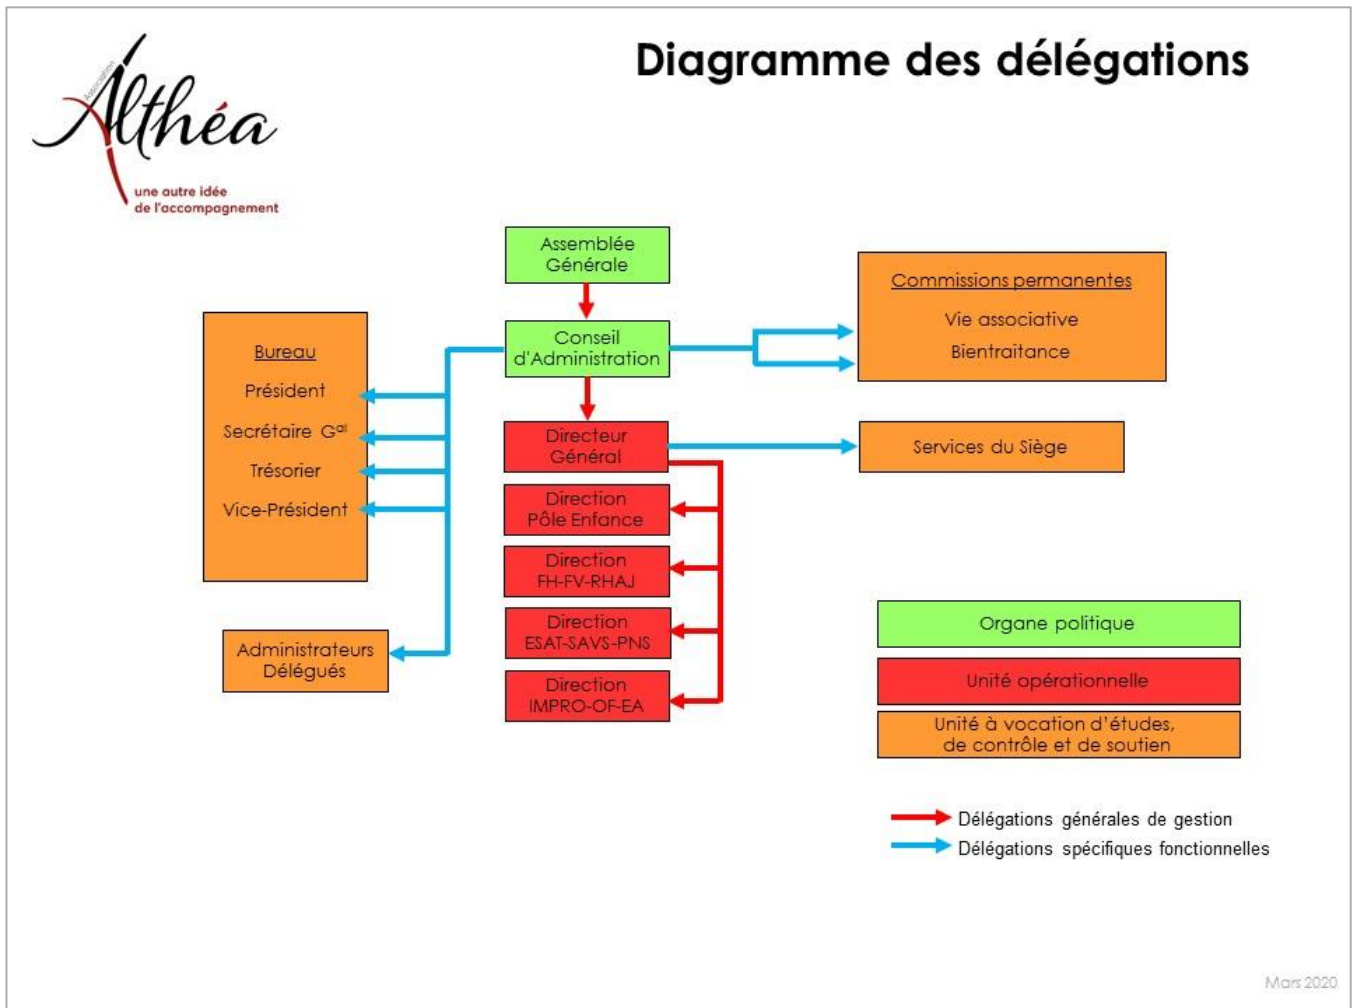 Diagramme des délégations
Association
Althéa
une autre idée
de l'accompagnement
Assemblée
Générale
Conseil
d'Administration
Commissions permanentes
Vie associative
Bientraitance
Bureau
Président
Secrétaire Gal
Trésorier
Vice-Président
Administrateurs
Délégués
Directeur
Général
Services du Siège
Direction
Pôle Enfance
Direction
FH-FV-RHAJ
Direction
ESAT-SAVS-PNS
Direction
IMPRO-OF-EA
Organe politique
Unité opérationnelle
Unité à vocation d'études,
de contrôle et de soutien
Délégations générales de gestion
Délégations spécifiques fonctionnelles
Mars 2020